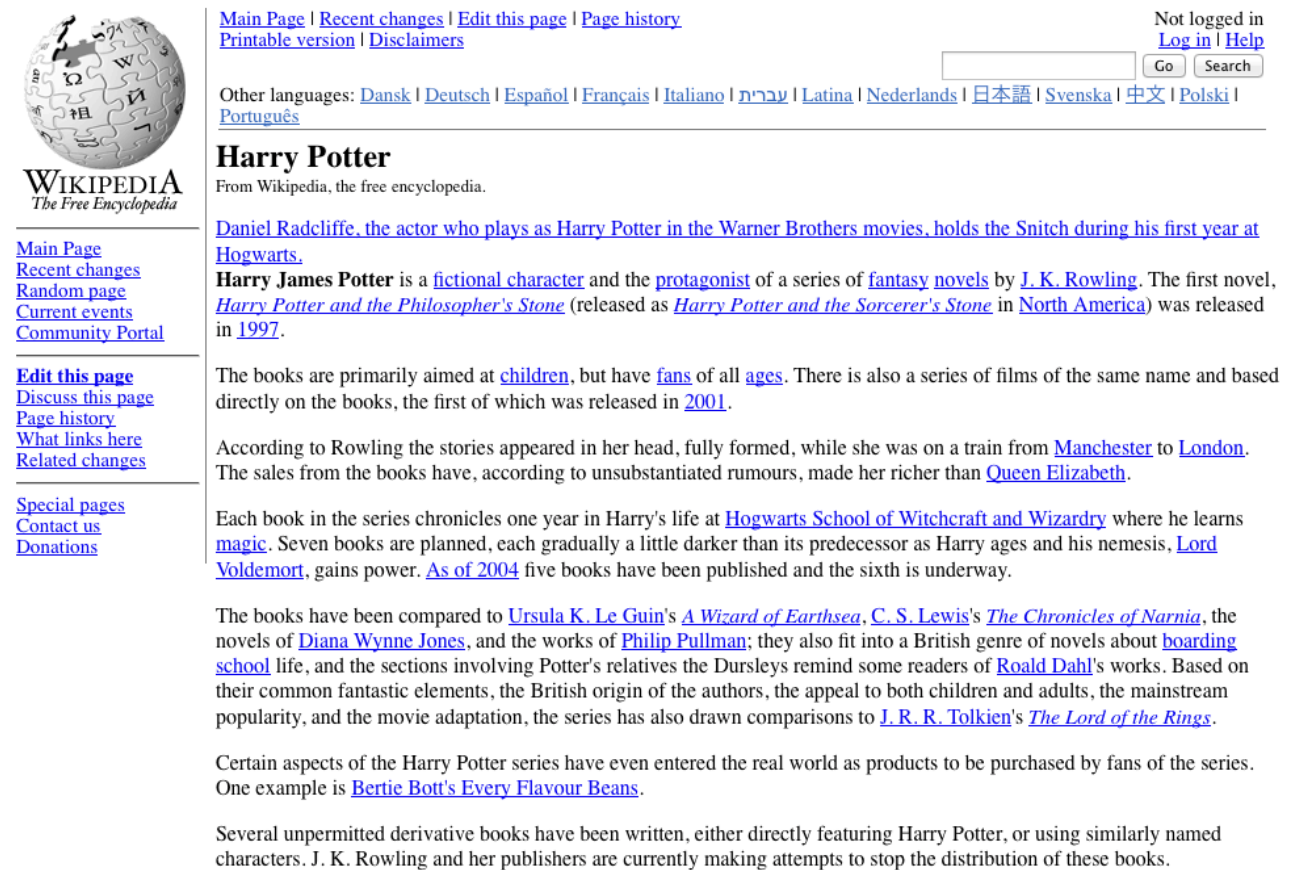 Main Page | Recent changes | Edit this page | Page history
Printable version | Disclaimers
Not logged in
Log in | Help
Go Search
Other languages: Dansk | Deutsch | Español | Français | Italiano | עברית | Latina | Nederlands | 日本語 | Svenska | 中文 | Polski |
Português
WIKIPEDIA
The Free Encyclopedia
Main Page
Recent changes
Random page
Current events
Community Portal
Edit this page
Discuss this page
Page history
What links here
Related changes
Special pages
Contact us
Donations
Harry Potter
From Wikipedia, the free encyclopedia.
Daniel Radcliffe, the actor who plays as Harry Potter in the Warner Brothers movies, holds the Snitch during his first year at
Hogwarts.
Harry James Potter is a fictional character and the protagonist of a series of fantasy novels by J. K. Rowling. The first novel,
Harry Potter and the Philosopher's Stone (released as Harry Potter and the Sorcerer's Stone in North America) was released
in 1997.
The books are primarily aimed at children, but have fans of all ages. There is also a series of films of the same name and based
directly on the books, the first of which was released in 2001.
According to Rowling the stories appeared in her head, fully formed, while she was on a train from Manchester to London.
The sales from the books have, according to unsubstantiated rumours, made her richer than Queen Elizabeth.
Each book in the series chronicles one year in Harry's life at Hogwarts School of Witchcraft and Wizardry where he learns
magic. Seven books are planned, each gradually a little darker than its predecessor as Harry ages and his nemesis, Lord
Voldemort, gains power. As of 2004 five books have been published and the sixth is underway.
The books have been compared to Ursula K. Le Guin's A Wizard of Earthsea, C. S. Lewis's The Chronicles of Narnia, the
novels of Diana Wynne Jones, and the works of Philip Pullman; they also fit into a British genre of novels about boarding
school life, and the sections involving Potter's relatives the Dursleys remind some readers of Roald Dahl's works. Based on
their common fantastic elements, the British origin of the authors, the appeal to both children and adults, the mainstream
popularity, and the movie adaptation, the series has also drawn comparisons to J. R. R. Tolkien's The Lord of the Rings.
Certain aspects of the Harry Potter series have even entered the real world as products to be purchased by fans of the series.
One example is Bertie Bott's Every Flavour Beans.
Several unpermitted derivative books have been written, either directly featuring Harry Potter, or using similarly named
characters. J. K. Rowling and her publishers are currently making attempts to stop the distribution of these books.